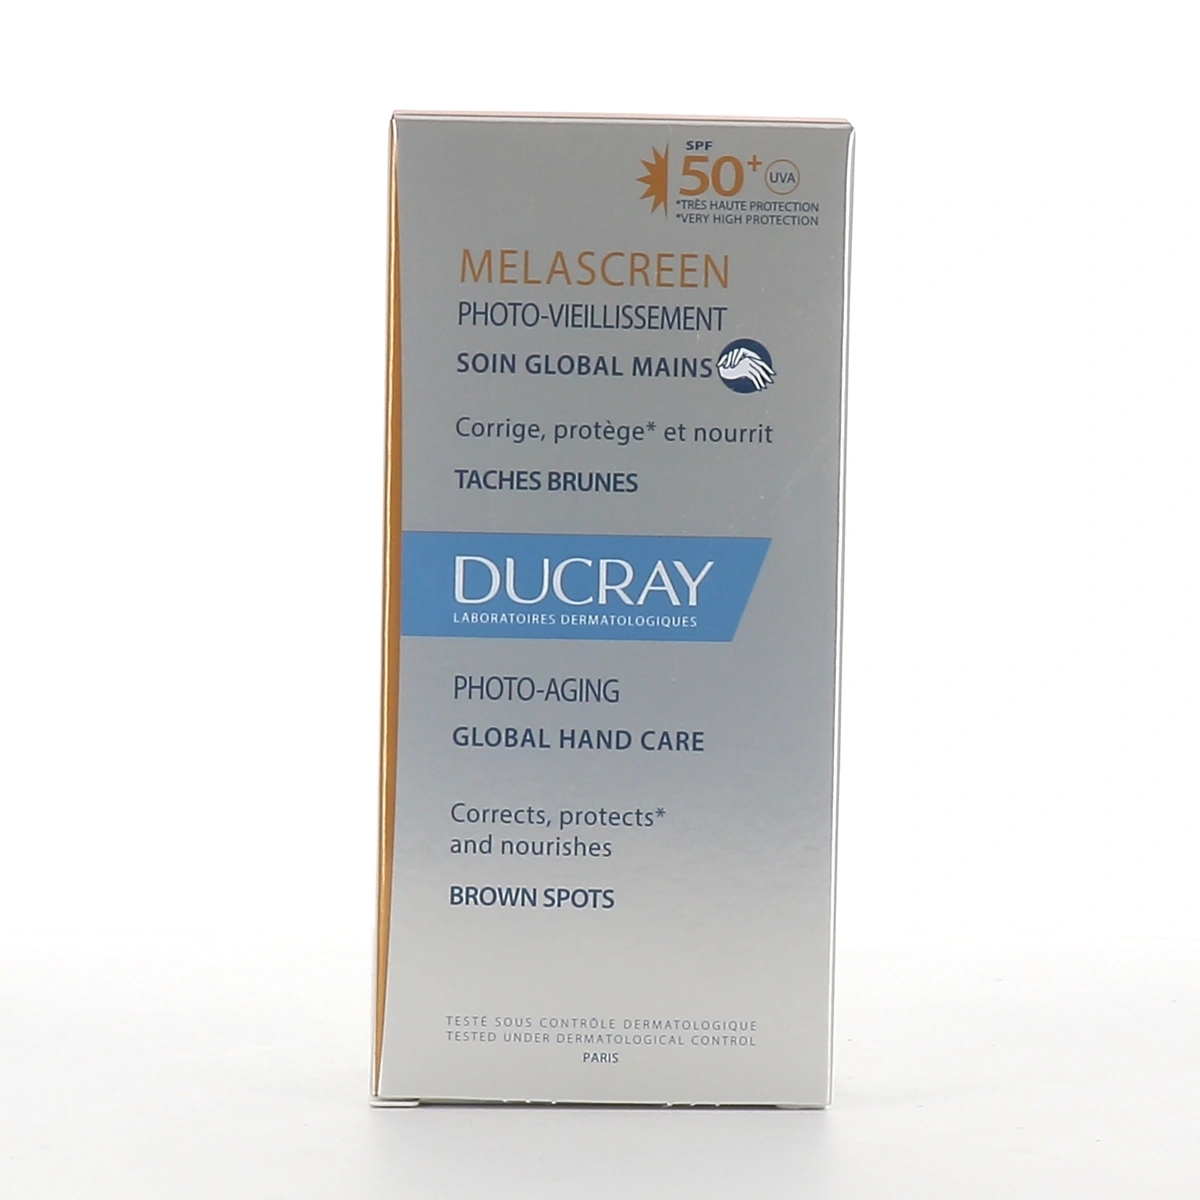 SPF
50+ UVA
*TRÈS HAUTE PROTECTION
*VERY HIGH PROTECTION
MELASCREEN
PHOTO-VIEILLISSEMENT
SOIN GLOBAL MAINS
Corrige, protège* et nourrit
TACHES BRUNES
DUCRAY
LABORATOIRES DERMATOLOGIQUES
PHOTO-AGING
GLOBAL HAND CARE
Corrects, protects*
and nourishes
BROWN SPOTS
TESTÉ SOUS CONTRÔLE DERMATOLOGIQUE
TESTED UNDER DERMATOLOGICAL CONTROL
PARIS